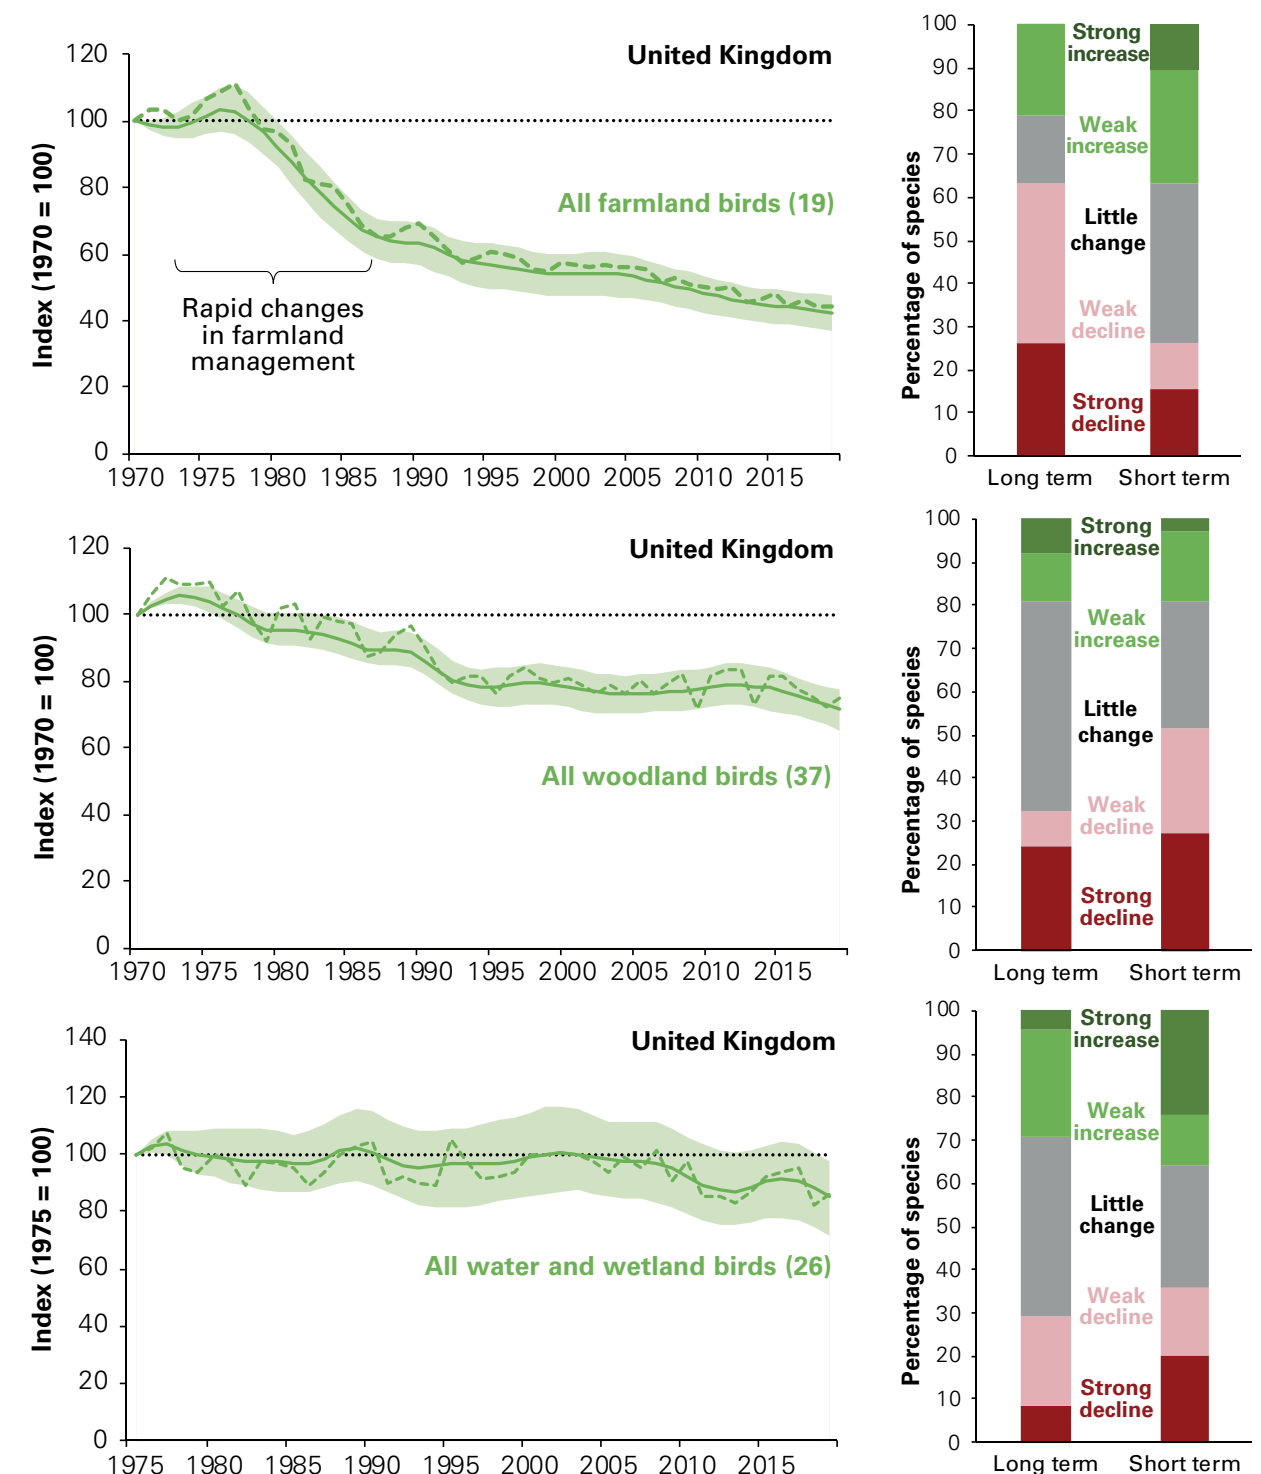 United Kingdom
Index (1970 = 100)
120
100
80
60
40
20
0
All farmland birds (19)
Rapid changes
in farmland
management
1970 1975 1980 1985 1990 1995 2000 2005 2010 2015
Percentage of species
100
90
80
70
60
50
40
30
20
10
0
Strong
increase
Weak
increase
Little
change
Weak
decline
Strong
decline
Long term Short term
United Kingdom
Index (1970 = 100)
120
100
80
60
40
20
0
All woodland birds (37)
1970 1975 1980 1985 1990 1995 2000 2005 2010 2015
Percentage of species
100
90
80
70
60
50
40
30
20
10
0
Strong
increase
Weak
increase
Little
change
Weak
decline
Strong
decline
Long term Short term
United Kingdom
Index (1975 = 100)
140
120
100
80
60
40
20
0
All water and wetland birds (26)
1975 1980 1985 1990 1995 2000 2005 2010 2015
Percentage of species
100
90
80
70
60
50
40
30
20
10
0
Strong
increase
Weak
increase
Little
change
Weak
decline
Strong
decline
Long term Short term